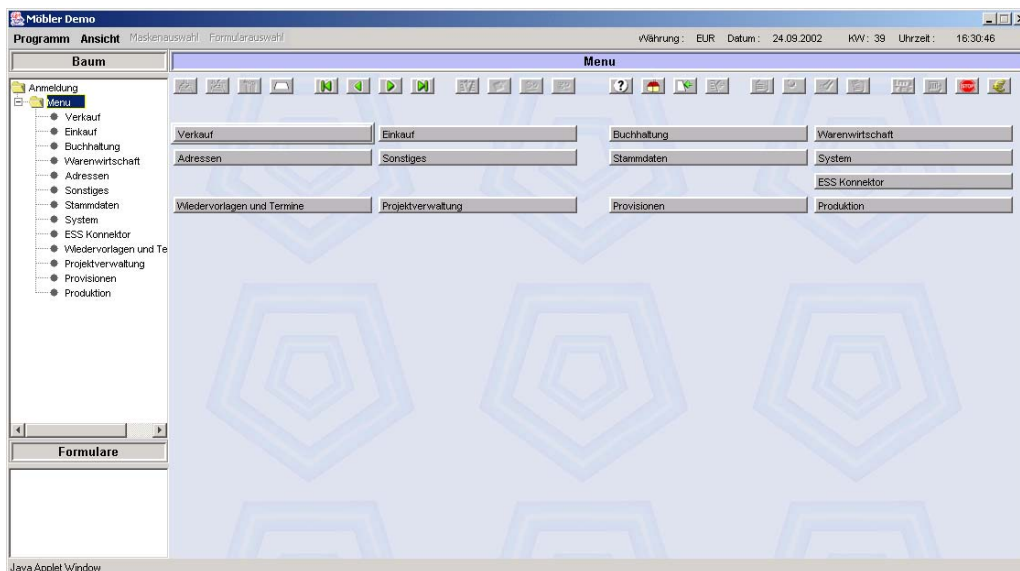 Möbler Demo
Programm Ansicht Maskenauswahl Formularauswahl Währung: EUR Datum: 24.09.2002 KW: 39 Uhrzeit: 16:30:46
Baum
Menu
Anmeldung
Menu
Verkauf
Einkauf
Buchhaltung
Warenwirtschaft
Adressen
Sonstiges
Stammdaten
System
ESS Konnektor
Wiedervorlagen und Te
Projektverwaltung
Provisionen
Produktion
Verkauf Einkauf Buchhaltung Warenwirtschaft
Adressen Sonstiges Stammdaten System
ESS Konnektor
Wiedervorlagen und Termine Projektverwaltung Provisionen Produktion
Formulare
Java Applet Window